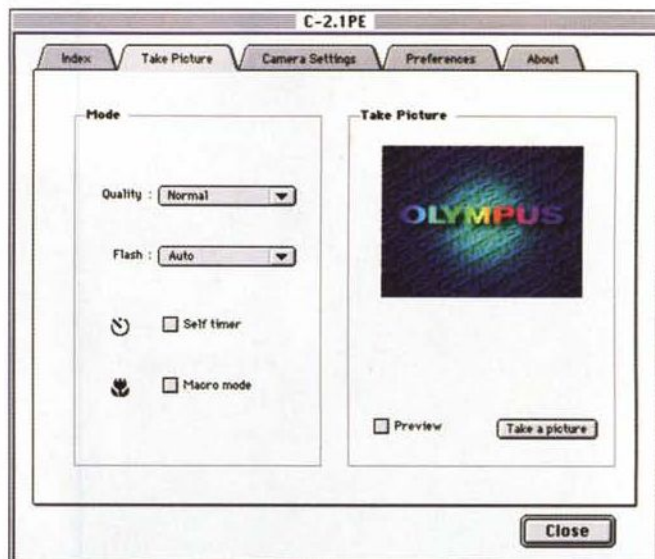 C-2.1PE
Index Take Picture Camera Settings Preferences About
Mode
Quality : Normal
Flash : Auto
Self timer
Macro mode
Take Picture
OLYMPUS
Preview Take a picture
Close